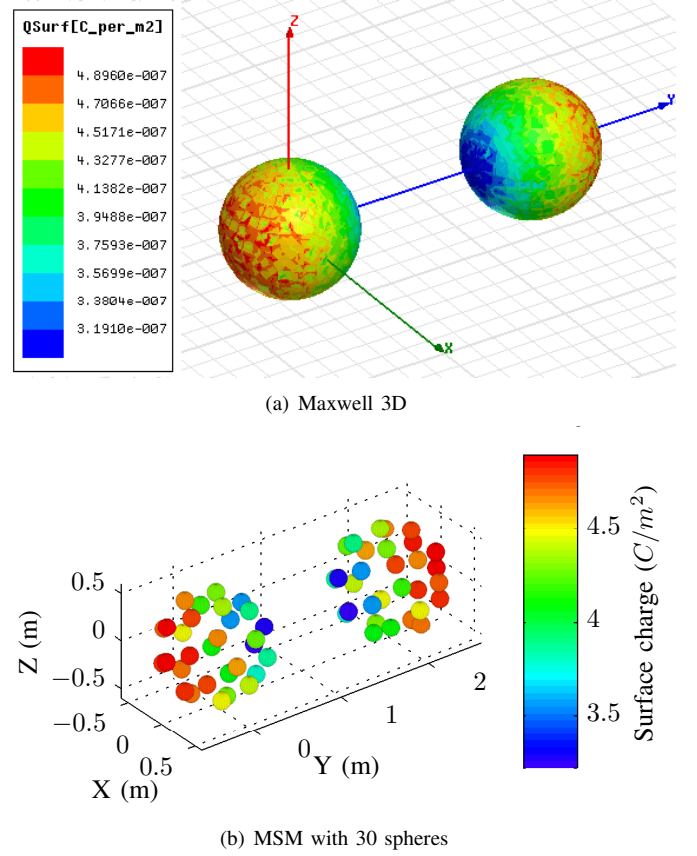 QSurf[C_per_m2]
4.8960e-007
4.7066e-007
4.5171e-007
4.3277e-007
4.1382e-007
3.9488e-007
3.7593e-007
3.5699e-007
3.3804e-007
3.1910e-007
Z
Y
X
(a) Maxwell 3D
0.5
0
−0.5
Z (m)
−0.5
0
0.5
X (m)
0
1
2
Y (m)
4.5
4
3.5
Surface charge (C/m²)
(b) MSM with 30 spheres